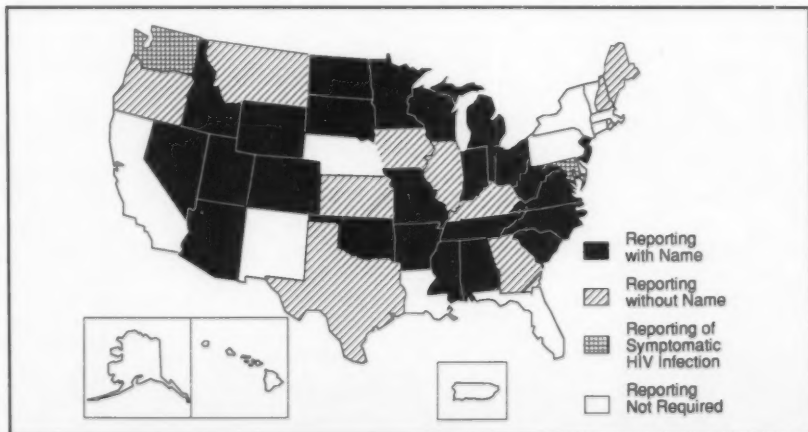 Reporting
with Name
Reporting
without Name
Reporting of
Symptomatic
HIV Infection
Reporting
Not Required